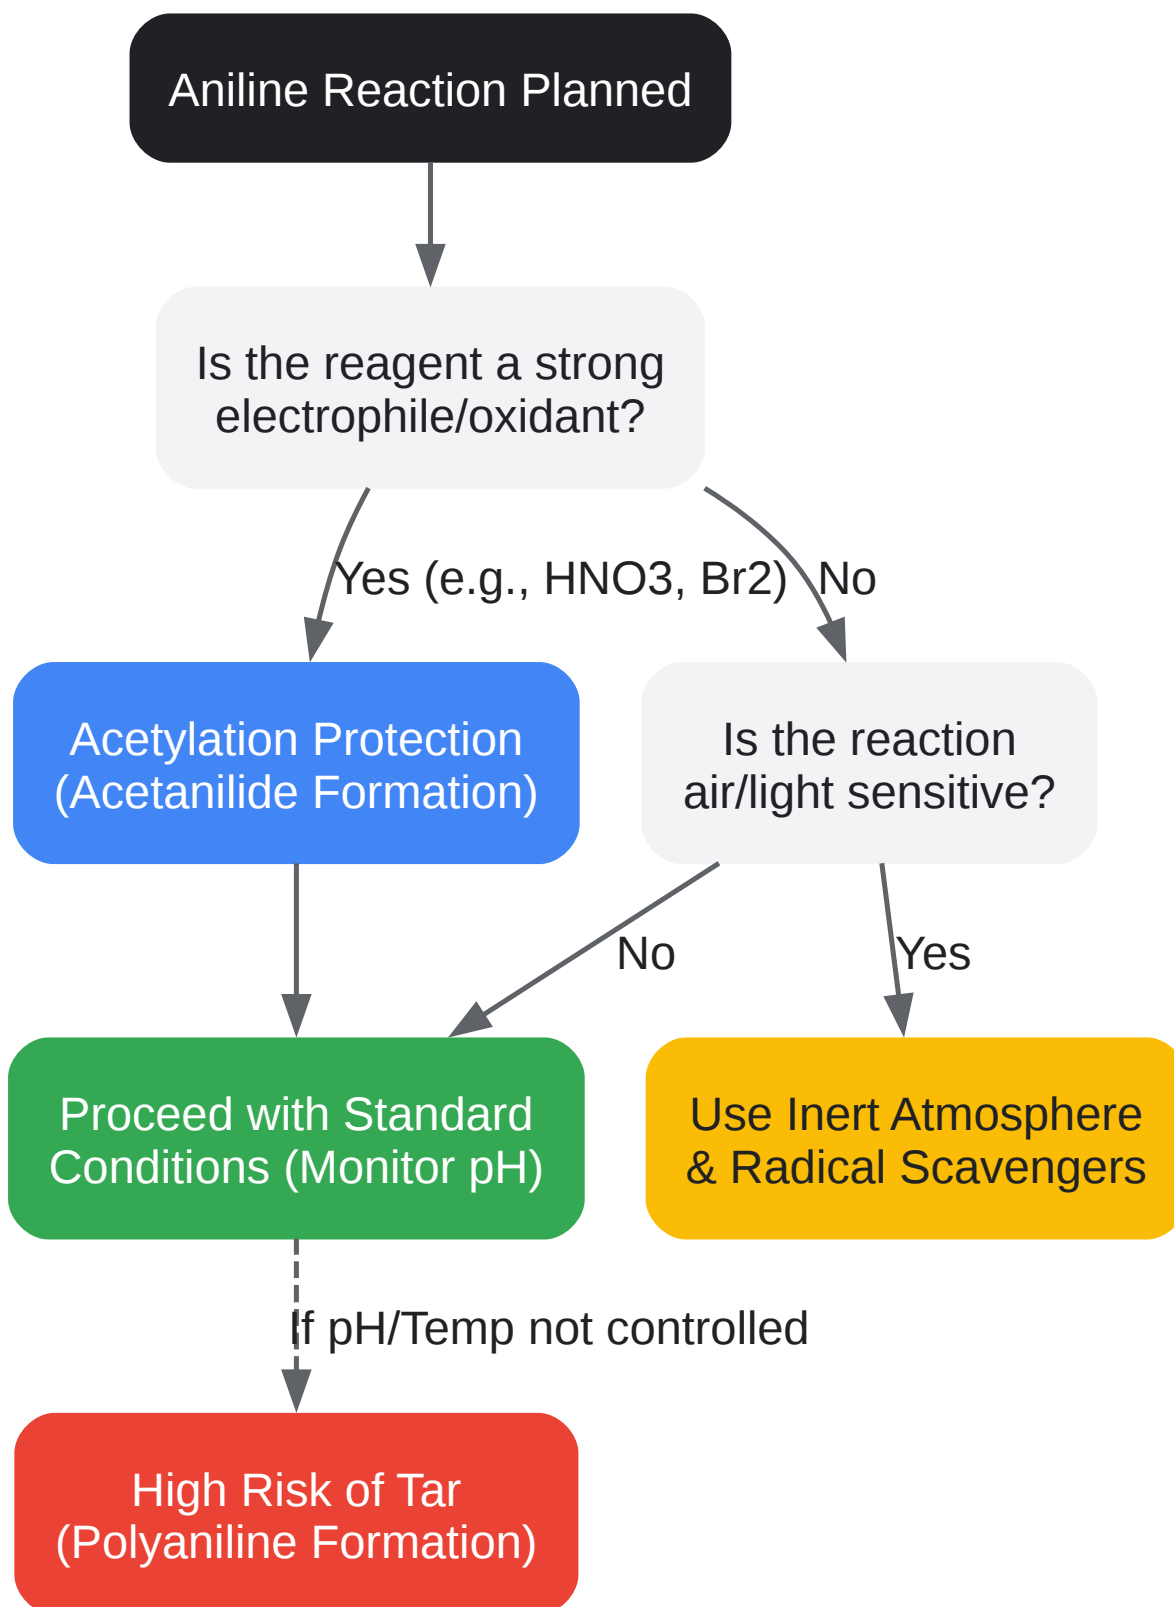 Aniline Reaction Planned
Is the reagent a strong
electrophile/oxidant?
Yes (e.g., HNO3, Br2)
No
Acetylation Protection
(Acetanilide Formation)
Is the reaction
air/light sensitive?
No
Yes
Proceed with Standard
Conditions (Monitor pH)
Use Inert Atmosphere
& Radical Scavengers
If pH/Temp not controlled
High Risk of Tar
(Polyaniline Formation)